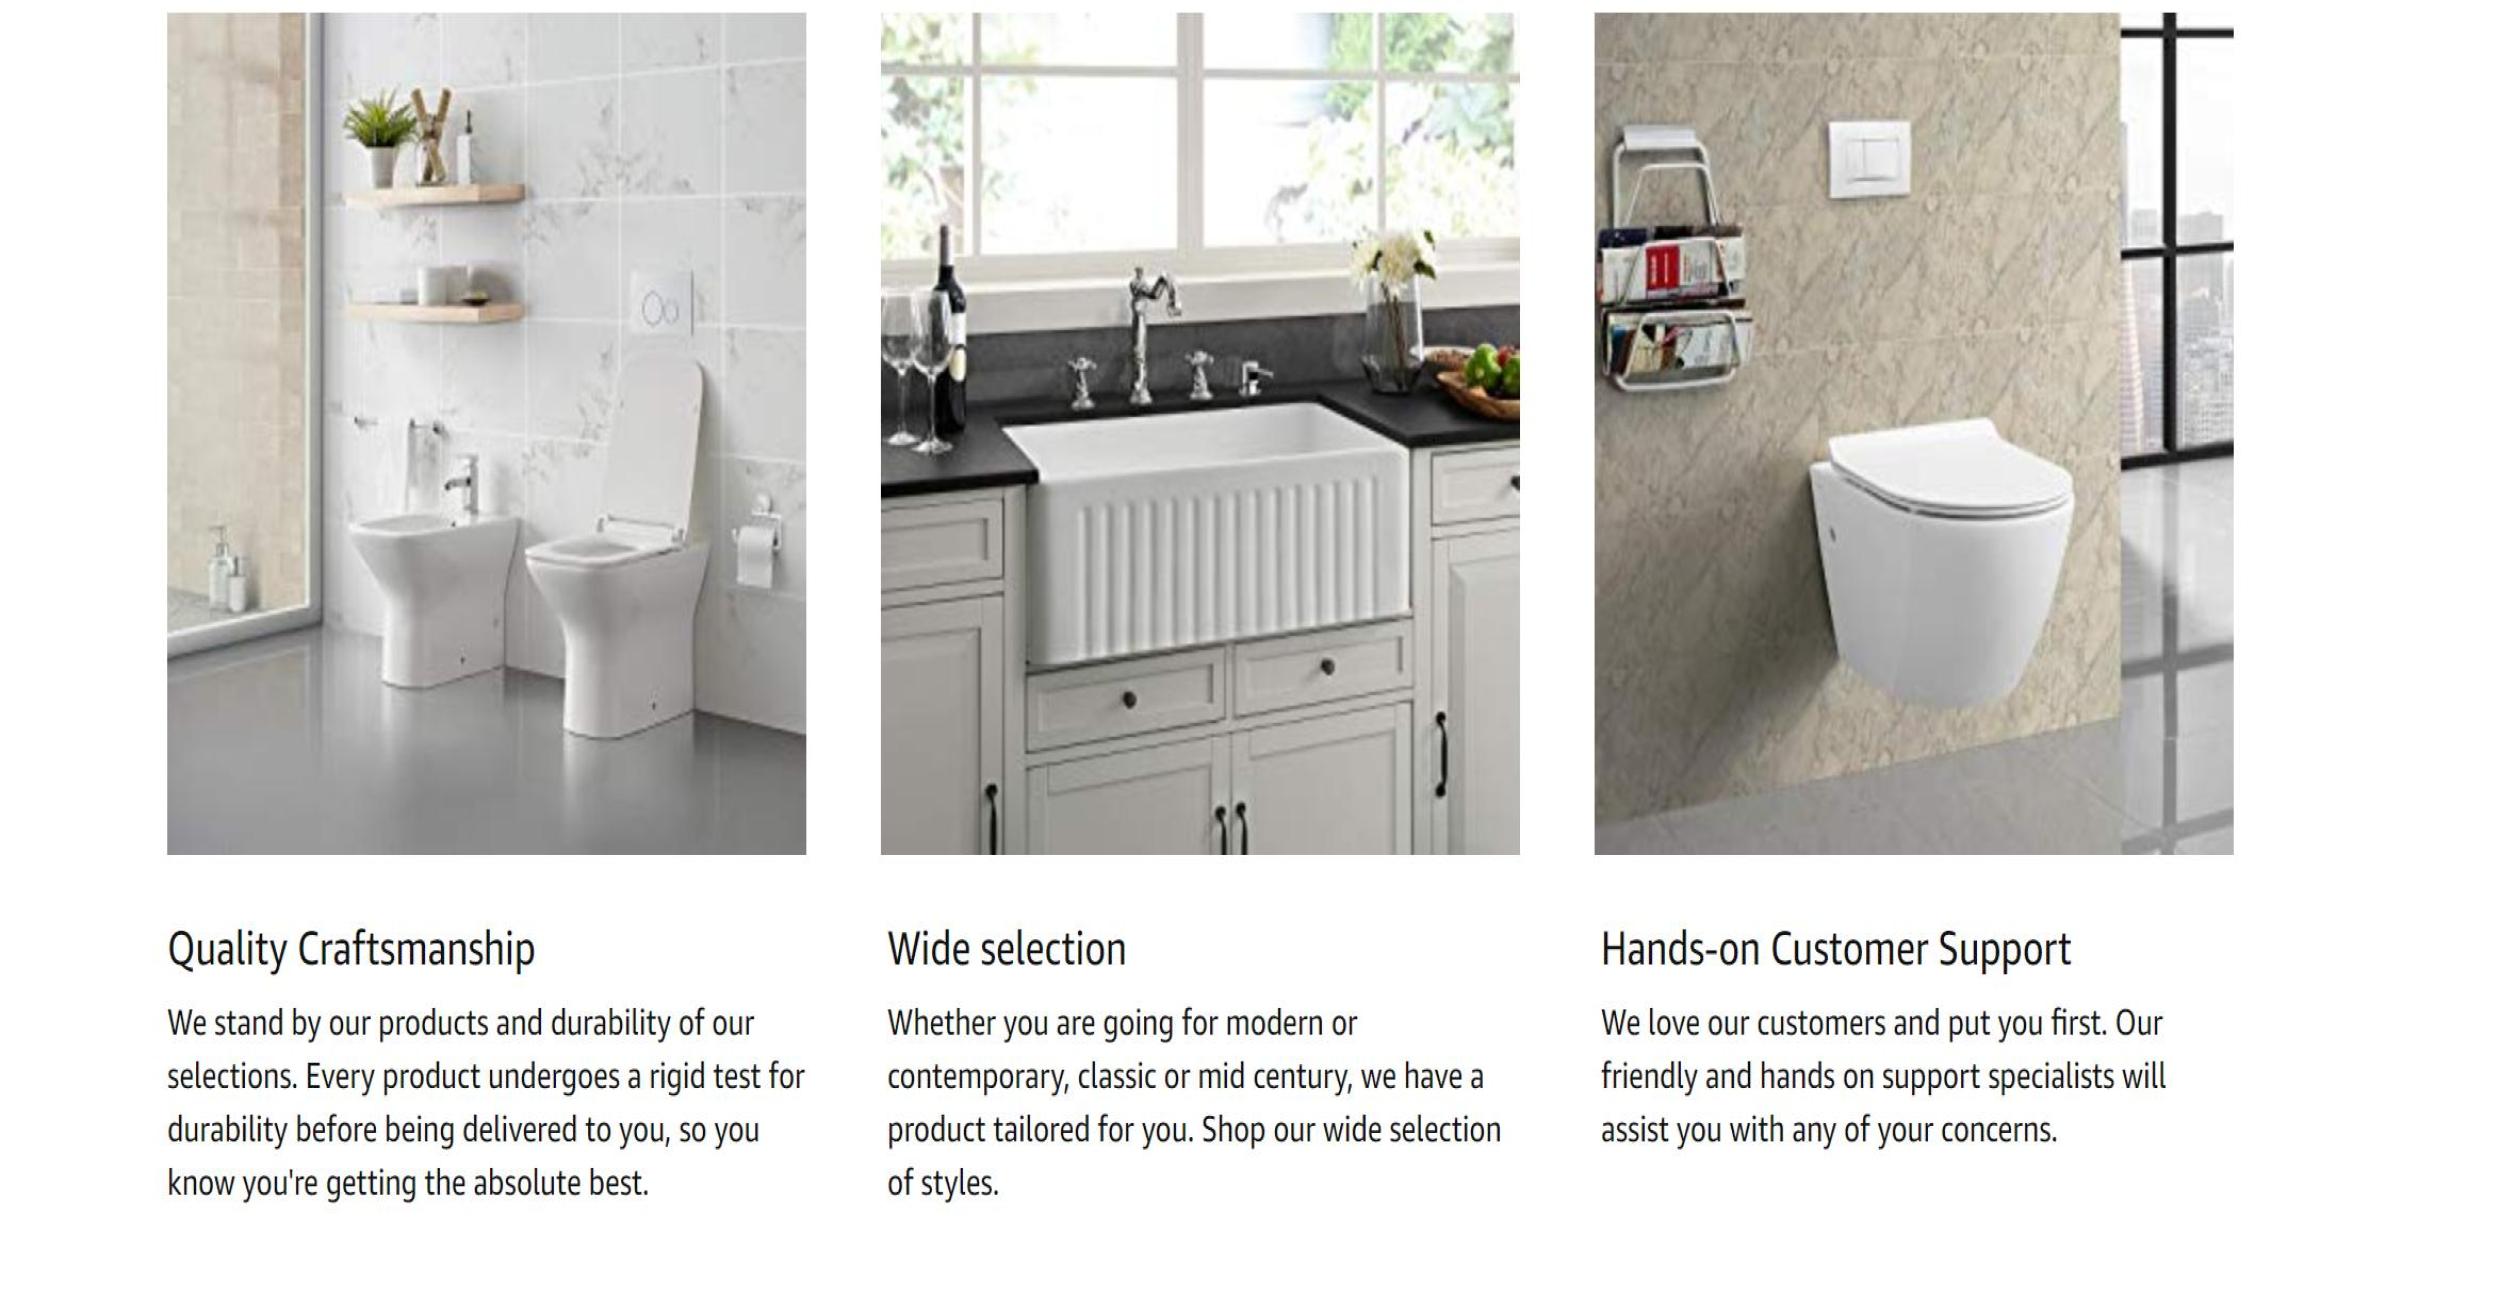 Quality Craftsmanship
We stand by our products and durability of our
selections. Every product undergoes a rigid test for
durability before being delivered to you, so you
know you're getting the absolute best.
Wide selection
Whether you are going for modern or
contemporary, classic or mid century, we have a
product tailored for you. Shop our wide selection
of styles.
Hands-on Customer Support
We love our customers and put you first. Our
friendly and hands on support specialists will
assist you with any of your concerns.